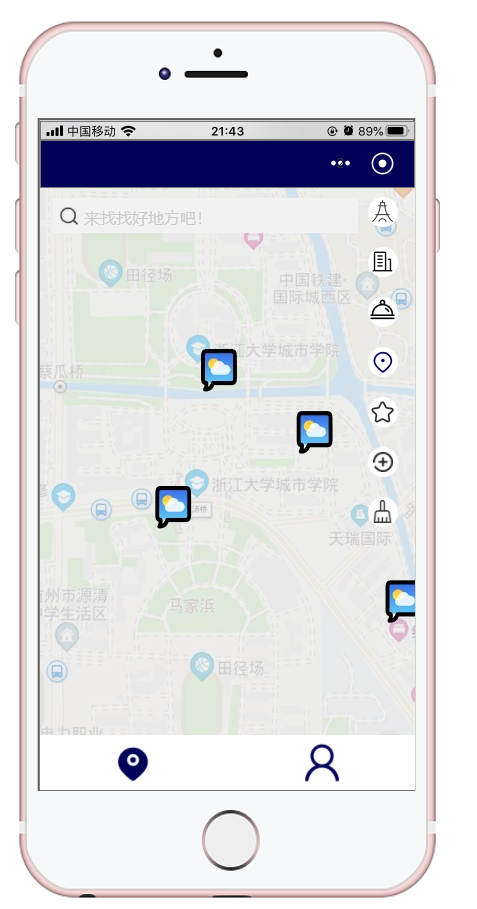 中国移动
21:43
89%
来找找好地方吧!
田径场
中国铁建·
国际城西区
浙江大学城市学院
蔡瓜桥
浙江大学城市学院
天瑞国际
州市源清
学生活区
马家浜
田径场
电力职业